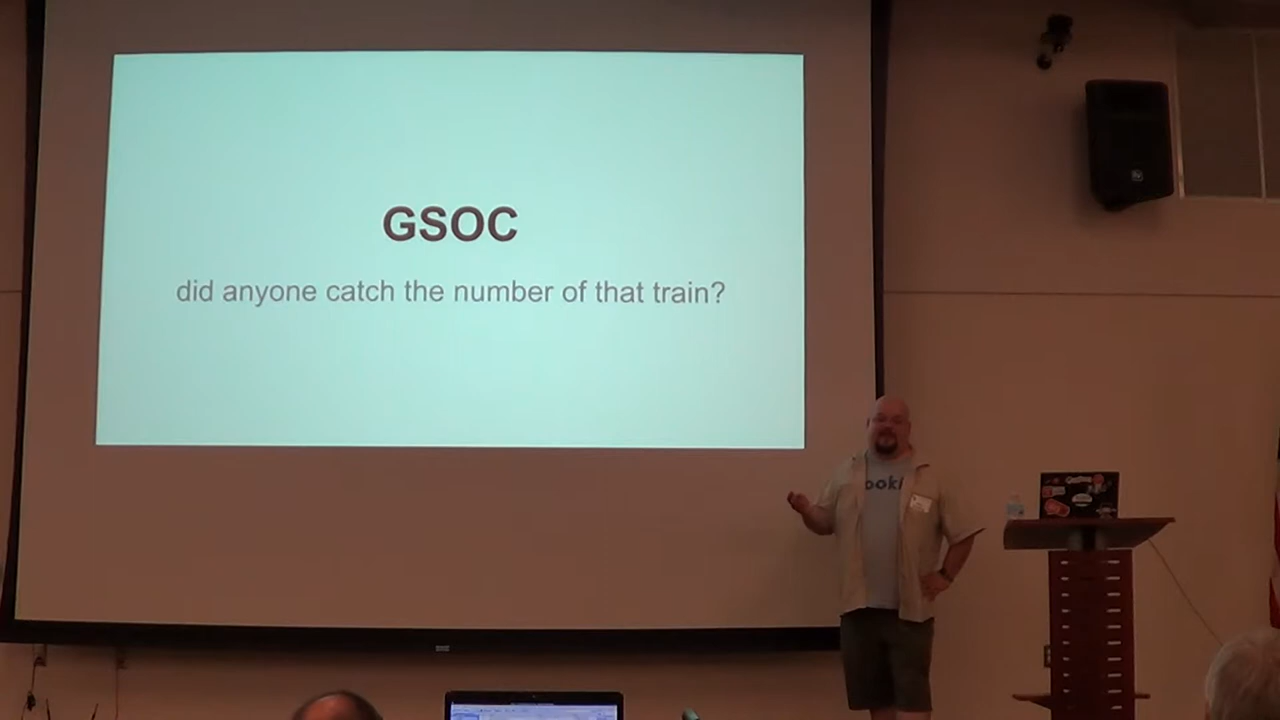 GSOC
did anyone catch the number of that train?